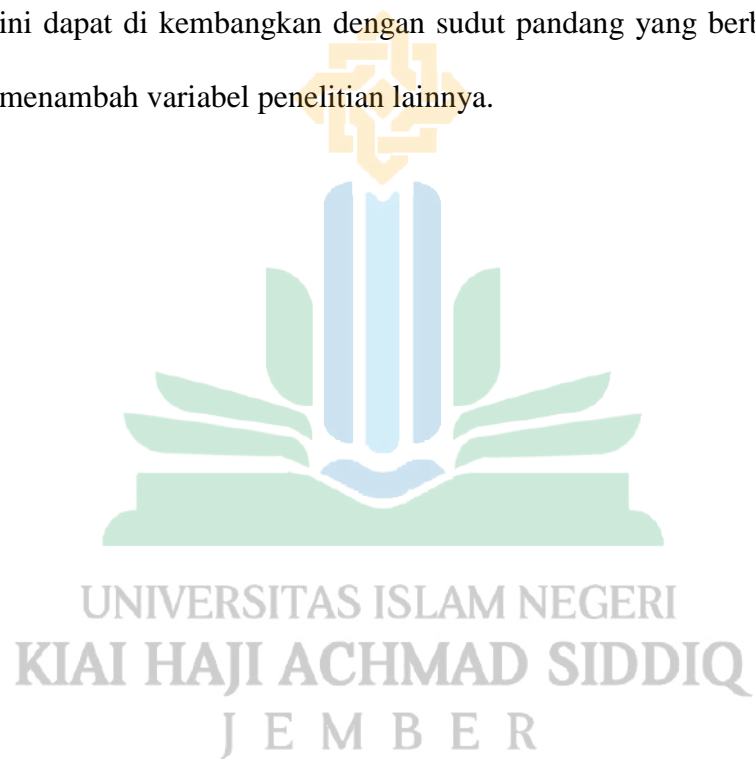 ini dapat di kembangkan dengan sudut pandang yang
menambah variabel penelitian lainnya.
UNIVERSITAS ISLAM NEGERI
KIAI HAJI ACHMAD SIDDIQ
J E M B E R